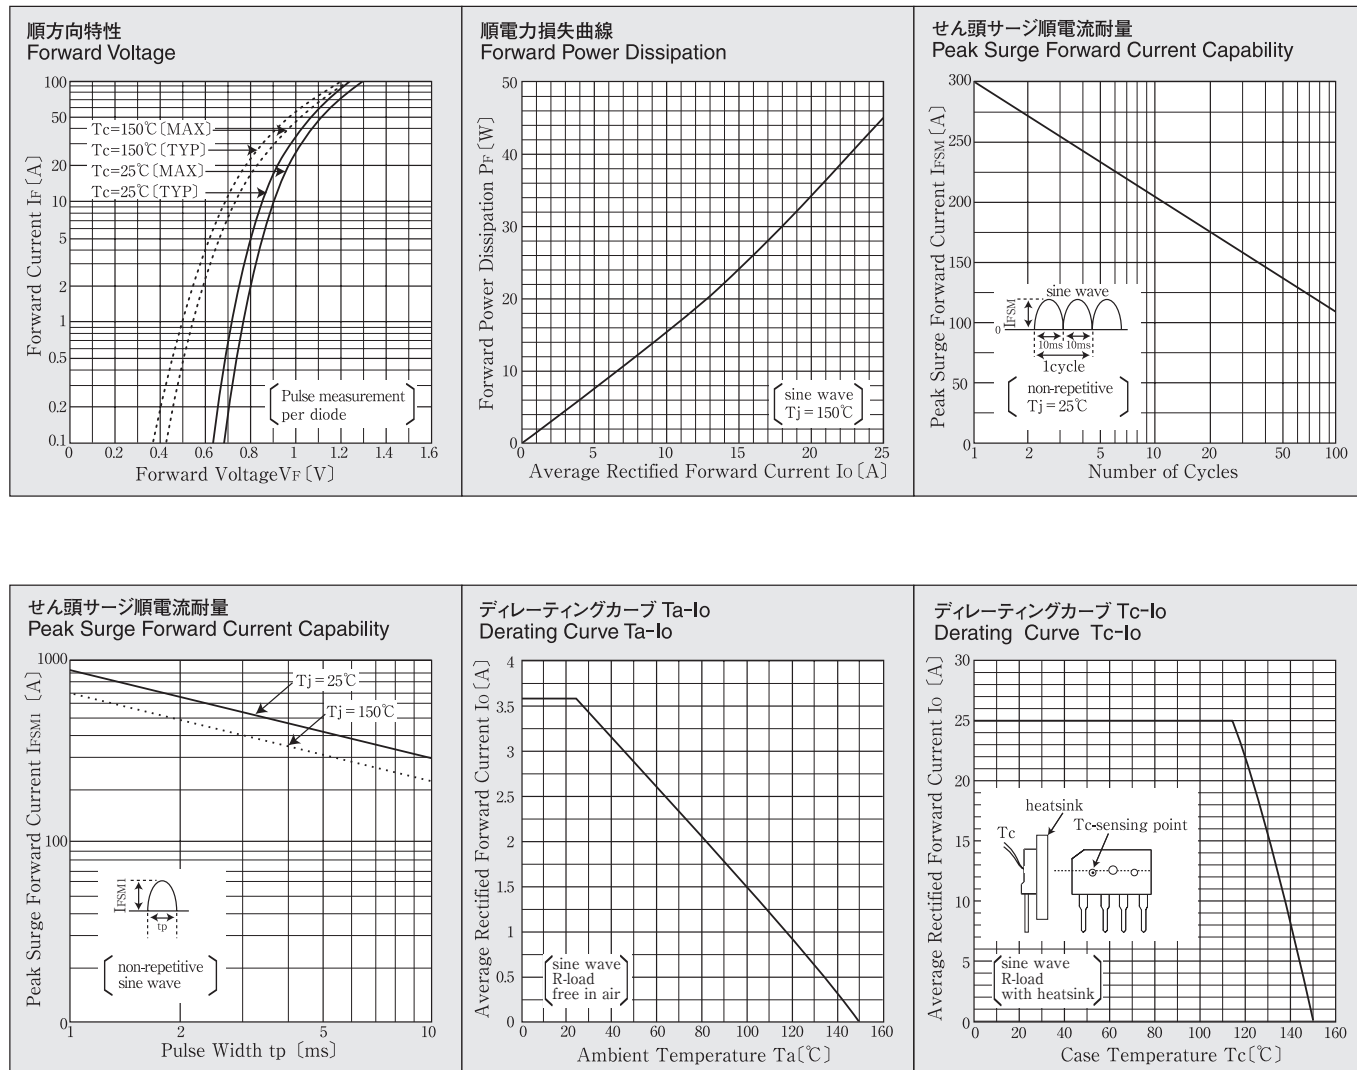 順方向特性
Forward Voltage
100
50
20
10
5
2
1
0.5
0.2
0.1
Forward Current IF〔A〕
Tc=150℃〔MAX〕
Tc=150℃〔TYP〕
Tc=25℃〔MAX〕
Tc=25℃〔TYP〕
Pulse measurement
per diode
0 0.2 0.4 0.6 0.8 1 1.2 1.4 1.6
Forward VoltageVF〔V〕
順電力損失曲線
Forward Power Dissipation
50
40
30
20
10
0
Forward Power Dissipation PF〔W〕
sine wave
Tj=150℃
0 5 10 15 20 25
Average Rectified Forward Current Io〔A〕
せん頭サージ順電流耐量
Peak Surge Forward Current Capability
300
250
200
150
100
50
0
Peak Surge Forward Current IFSM〔A〕
sine wave
IFSM
0
10ms 10ms
1cycle
non-repetitive
Tj=25℃
1 2 5 10 20 50 100
Number of Cycles
せん頭サージ順電流耐量
Peak Surge Forward Current Capability
1000
100
0
Peak Surge Forward Current IFSM1〔A〕
Tj=25℃
Tj=150℃
IFSM1
tp
non-repetitive
sine wave
1 2 5 10
Pulse Width tp〔ms〕
ディレーティングカーブ Ta-Io
Derating Curve Ta-Io
4
3.5
3
2.5
2
1.5
1
0.5
0
Average Rectified Forward Current Io〔A〕
sine wave
R-load
free in air
0 20 40 60 80 100 120 140 160
Ambient Temperature Ta〔℃〕
ディレーティングカーブ Tc-Io
Derating Curve Tc-Io
30
25
20
15
10
5
0
Average Rectified Forward Current Io〔A〕
heatsink
Tc
Tc-sensing point
sine wave
R-load
with heatsink
0 20 40 60 80 100 120 140 160
Case Temperature Tc〔℃〕